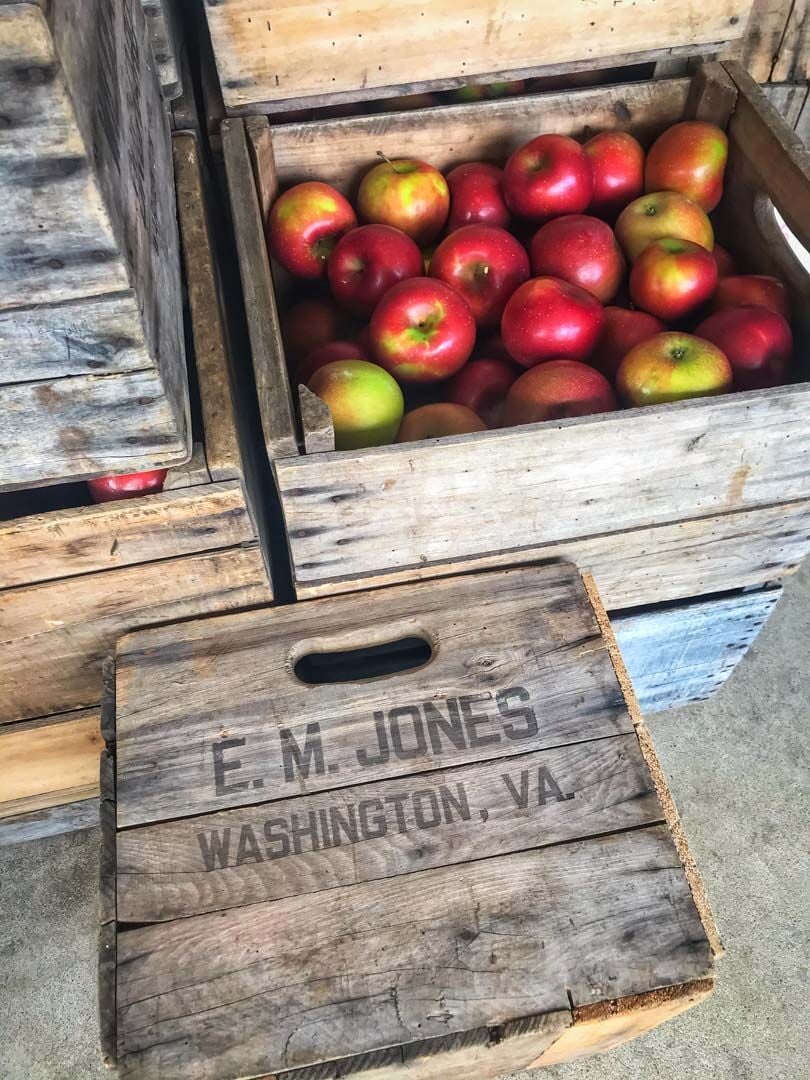 E. M. JONES
WASHINGTON, VA.